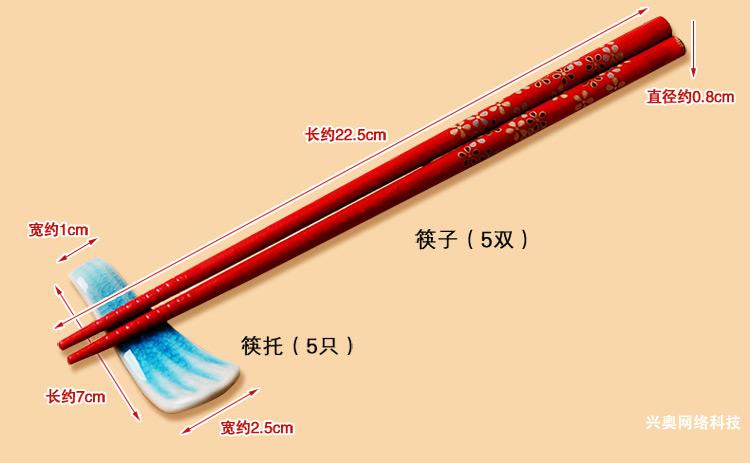 直径约0.8cm
长约22.5cm
宽约1cm
筷子（5双）
筷托（5只）
长约7cm
宽约2.5cm
兴奥网络科技